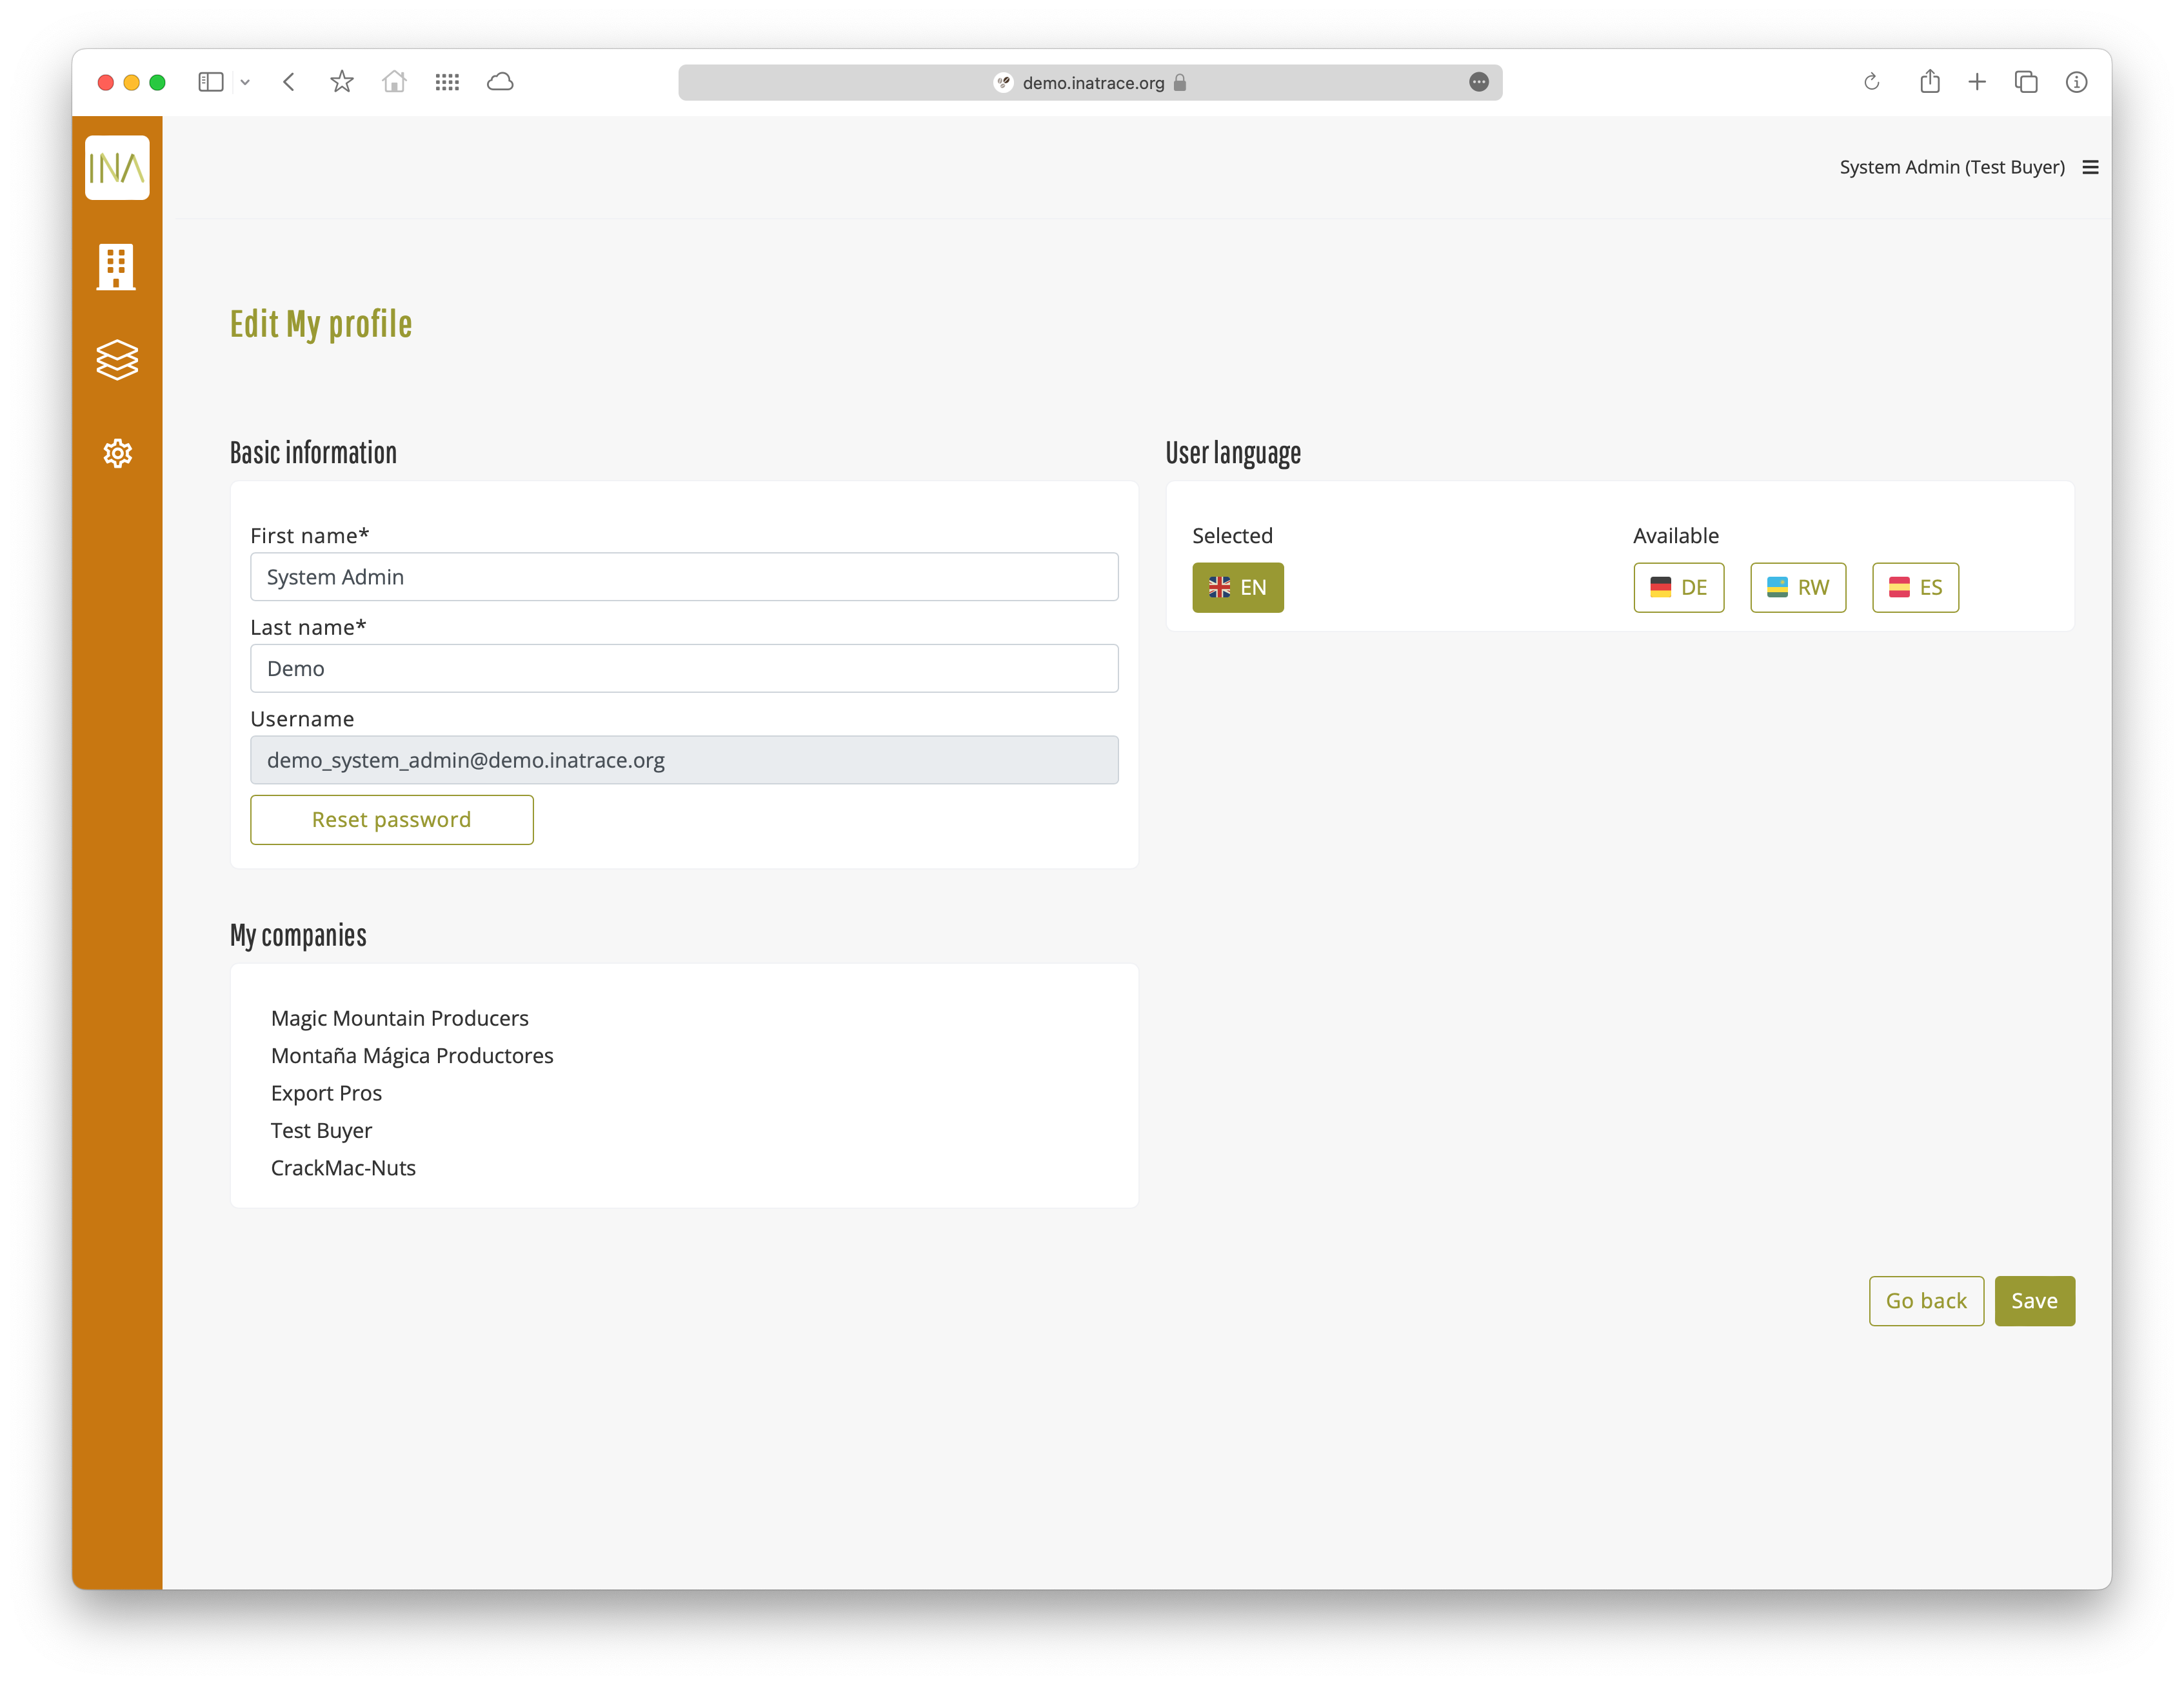 demo.inatrace.org
INA
System Admin (Test Buyer)
Edit My profile
Basic information
First name*
System Admin
Last name*
Demo
Username
demo_system_admin@demo.inatrace.org
Reset password
User language
Selected
EN
Available
DE
RW
ES
My companies
Magic Mountain Producers
Montaña Mágica Productores
Export Pros
Test Buyer
CrackMac-Nuts
Go back
Save